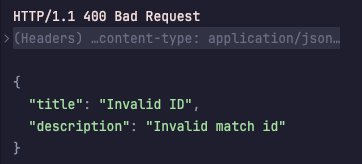 HTTP/1.1 400 Bad Request
(Headers) …content-type: application/json…
{
"title": "Invalid ID",
"description": "Invalid match id"
}